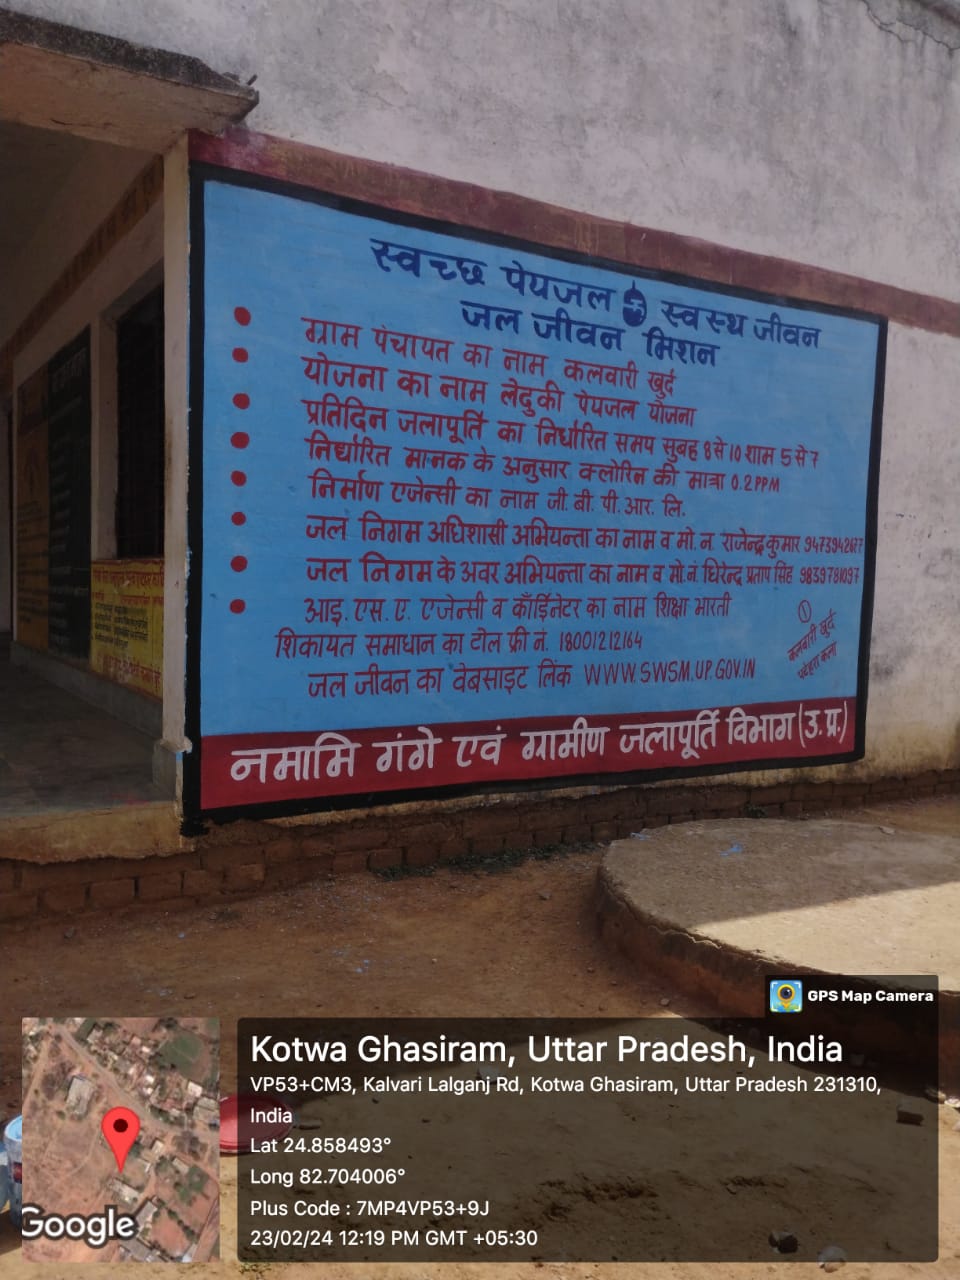 स्वच्छ पेयजल स्वस्थ जीवन
जल जीवन मिशन
ग्राम पंचायत का नाम कलवारी खुर्द
योजना का नाम लेदुकी पेयजल योजना
प्रतिदिन जलापूर्ति का निर्धारित समय सुबह 8 से 10 शाम 5 से 7
निर्धारित मानक के अनुसार क्लोरिन की मात्रा 0.2 PPM
निर्माण एजेन्सी का नाम जी. बी. पी. आर. लि.
जल निगम अधिशासी अभियन्ता का नाम व मो. न. राजेन्द्र कुमार
जल निगम के अवर अभियन्ता का नाम व मो. नं. धिरेन्द्र प्रताप सिंह 9839781097
आइ. एस. ए. एजेन्सी व कॉर्डिनेटर का नाम शिक्षा भारती
शिकायत समाधान का टोल फ्री नं. 18001212164
जल जीवन का वेबसाइट लिंक WWW.SWSM.UP.GOV.IN
①
कलवारी खुर्द
नमामि गंगे एवं ग्रामीण जलापूर्ति विभाग (उ. प्र.)
GPS Map Camera
Kotwa Ghasiram, Uttar Pradesh, India
VP53+CM3, Kalvari Lalganj Rd, Kotwa Ghasiram, Uttar Pradesh 231310,
India
Lat 24.858493°
Long 82.704006°
Plus Code : 7MP4VP53+9J
23/02/24 12:19 PM GMT +05:30
Google